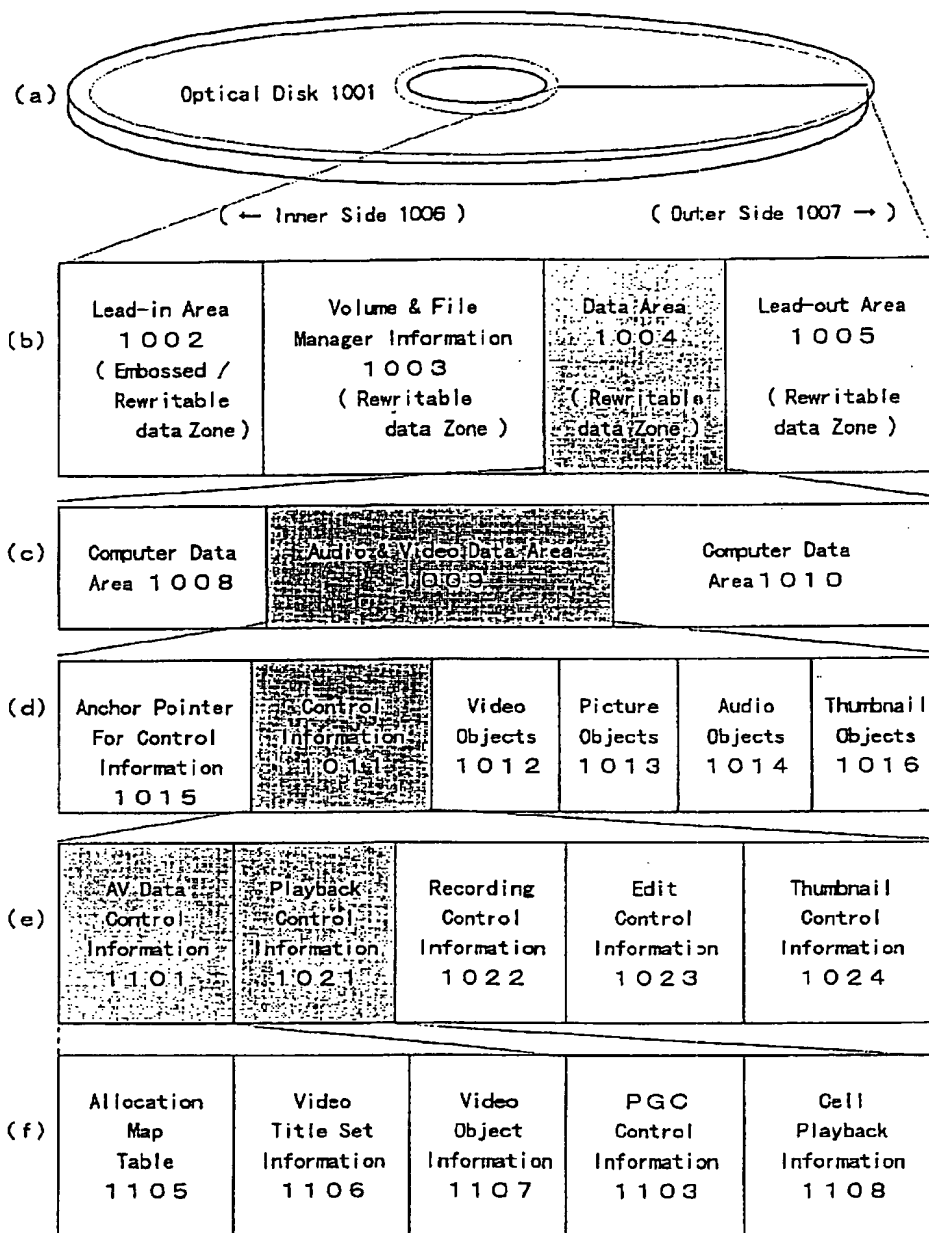 (a)
Optical Disk 1001
( ← Inner Side 1006 )
( Outer Side 1007 → )
(b)
Lead-in Area
1002
( Embossed /
Rewritable
data Zone )
Volume & File
Manager Information
1003
( Rewritable
data Zone )
Data Area
1004
( Rewritable
data Zone )
Lead-out Area
1005
( Rewritable
data Zone )
(c)
Computer Data
Area 1008
Audio & Video Data Area
1009
Computer Data
Area 1010
(d)
Anchor Pointer
For Control
Information
1015
Control
Information
1011
Video
Objects
1012
Picture
Objects
1013
Audio
Objects
1014
Thumbnail
Objects
1016
(e)
AV Data
Control
Information
1101
Playback
Control
Information
1021
Recording
Control
Information
1022
Edit
Control
Information
1023
Thumbnail
Control
Information
1024
(f)
Allocation
Map
Table
1105
Video
Title Set
Information
1106
Video
Object
Information
1107
PGC
Control
Information
1103
Cell
Playback
Information
1108